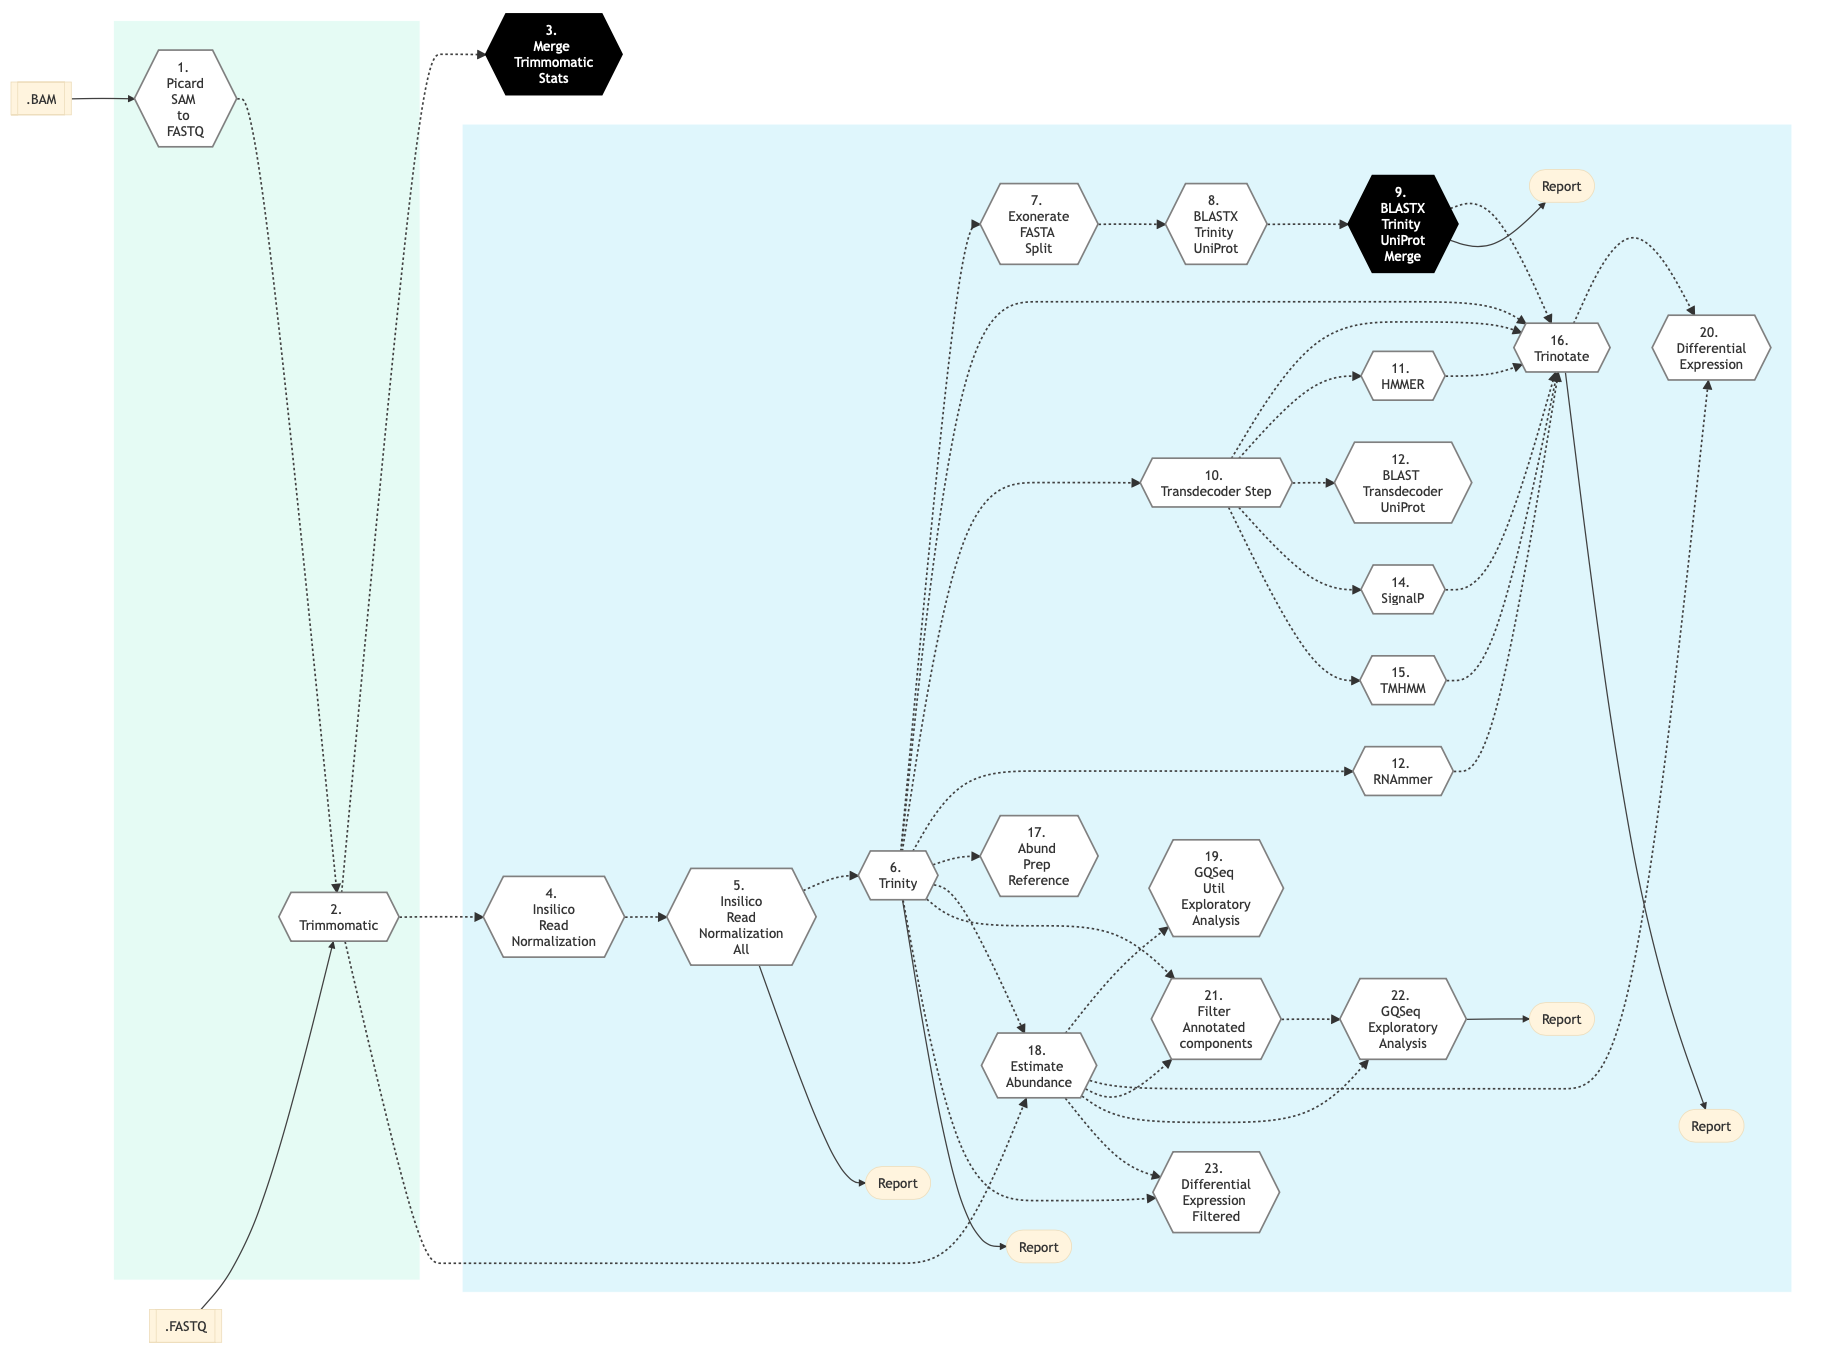 .BAM
1.
Picard
SAM
to
FASTQ
3.
Merge
Trimmomatic
Stats
2.
Trimmomatic
.FASTQ
4.
Insilico
Read
Normalization
5.
Insilico
Read
Normalization
All
6.
Trinity
7.
Exonerate
FASTA
Split
8.
BLASTX
Trinity
UniProt
9.
BLASTX
Trinity
UniProt
Merge
Report
16.
Trinotate
20.
Differential
Expression
11.
HMMER
10.
Transdecoder Step
12.
BLAST
Transdecoder
UniProt
14.
SignalP
15.
TMHMM
12.
RNAmmer
17.
Abund
Prep
Reference
19.
GQSeq
Util
Exploratory
Analysis
21.
Filter
Annotated
components
22.
GQSeq
Exploratory
Analysis
Report
18.
Estimate
Abundance
Report
23.
Differential
Expression
Filtered
Report
Report